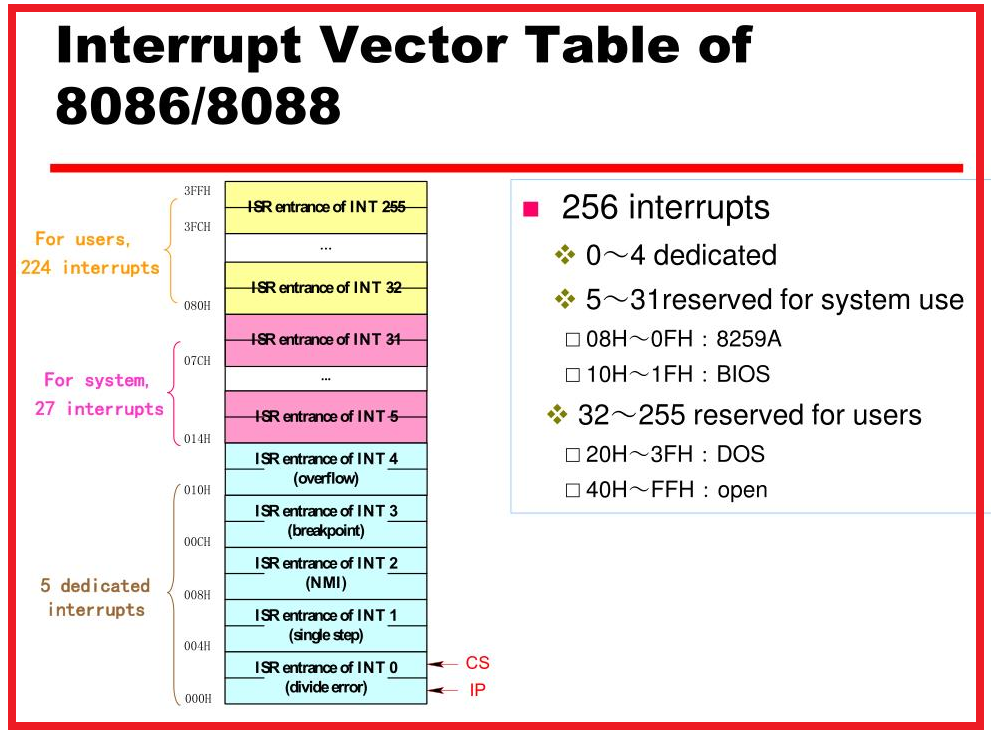 Interrupt Vector Table of
8086/8088
3FFH
ISR entrance of INT 255
3FCH
...
For users,
224 interrupts
ISR entrance of INT 32
080H
ISR entrance of INT 31
07CH
...
For system,
27 interrupts
ISR entrance of INT 5
014H
ISR entrance of INT 4
(overflow)
010H
ISR entrance of INT 3
(breakpoint)
00CH
ISR entrance of INT 2
(NMI)
5 dedicated
interrupts
008H
ISR entrance of INT 1
(single step)
004H
ISR entrance of INT 0
(divide error)
000H
CS
IP
256 interrupts
0～4 dedicated
5～31reserved for system use
08H～0FH : 8259A
10H～1FH : BIOS
32～255 reserved for users
20H～3FH : DOS
40H～FFH : open